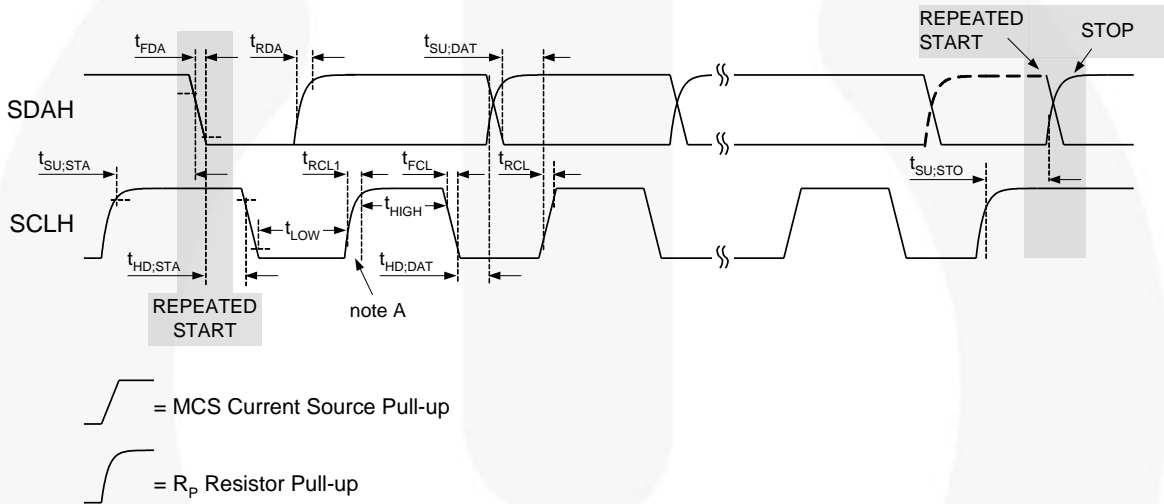 REPEATED
START
STOP
tFDA
tRDA
tSU;DAT
SDAH
tSU;STA
tRCL1
tFCL
tRCL
tSU;STO
SCLH
tHIGH
tLOW
tHD;STA
tHD;DAT
REPEATED
START
note A
= MCS Current Source Pull-up
= RP Resistor Pull-up